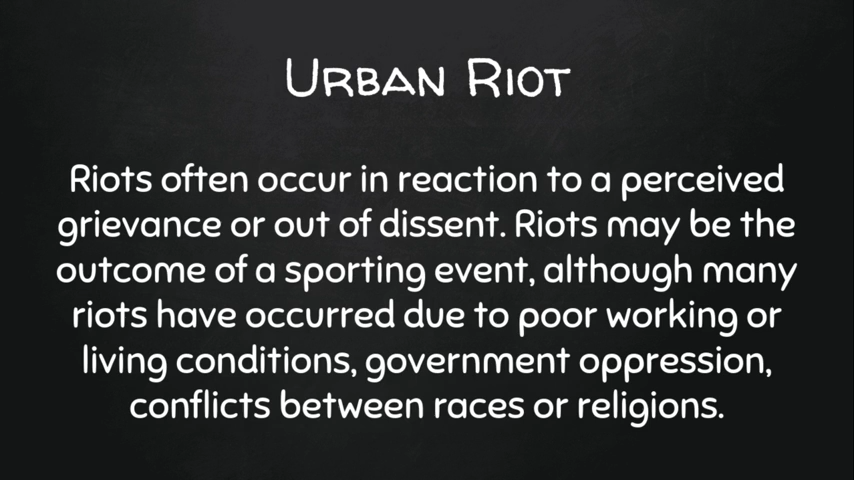 Urban Riot
Riots often occur in reaction to a perceived
grievance or out of dissent. Riots may be the
outcome of a sporting event, although many
riots have occurred due to poor working or
living conditions, government oppression,
conflicts between races or religions.